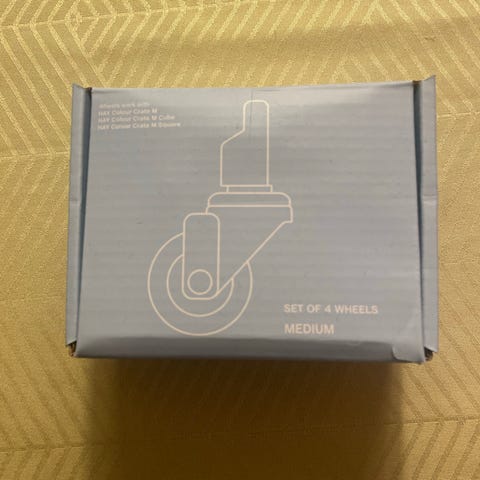 Wheels work with
HAY Colour Crate M
HAY Colour Crate M Cube
HAY Colour Crate M Square
SET OF 4 WHEELS
MEDIUM